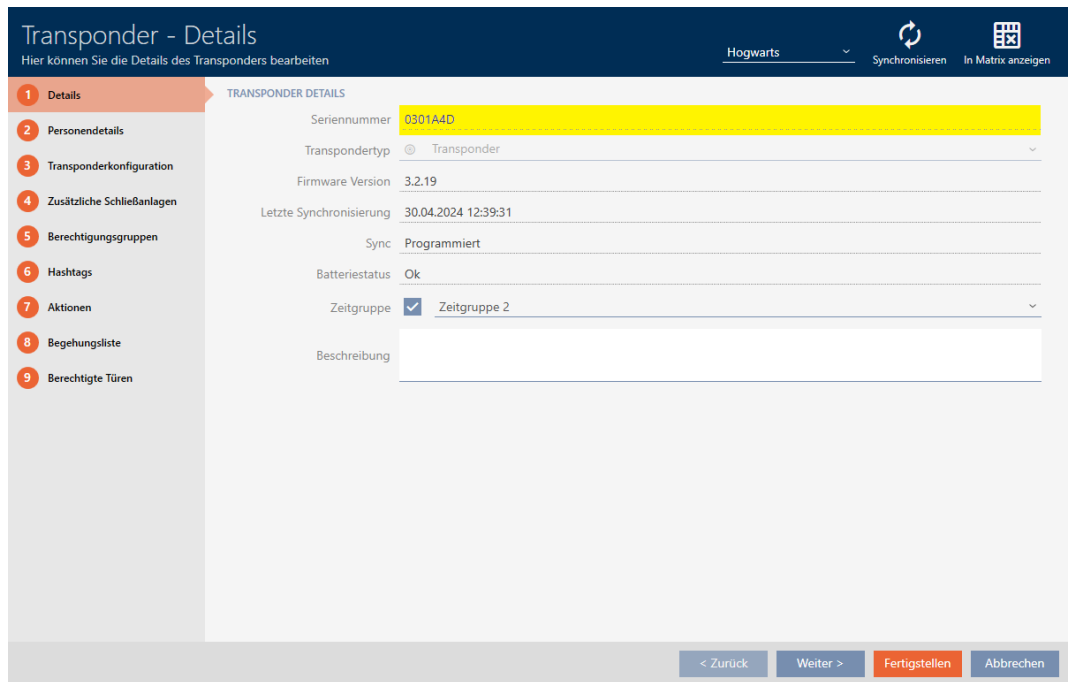 Transponder - Details
Hier können Sie die Details des Transponders bearbeiten
Hogwarts
Synchronisieren
In Matrix anzeigen
1 Details
2 Personendetails
3 Transponderkonfiguration
4 Zusätzliche Schließanlagen
5 Berechtigungsgruppen
6 Hashtags
7 Aktionen
8 Begehungsliste
9 Berechtigte Türen
TRANSPONDER DETAILS
Seriennummer 0301A4D
Transpondertyp Transponder
Firmware Version 3.2.19
Letzte Synchronisierung 30.04.2024 12:39:31
Sync Programmiert
Batteriestatus Ok
Zeitgruppe Zeitgruppe 2
Beschreibung
< Zurück Weiter > Fertigstellen Abbrechen